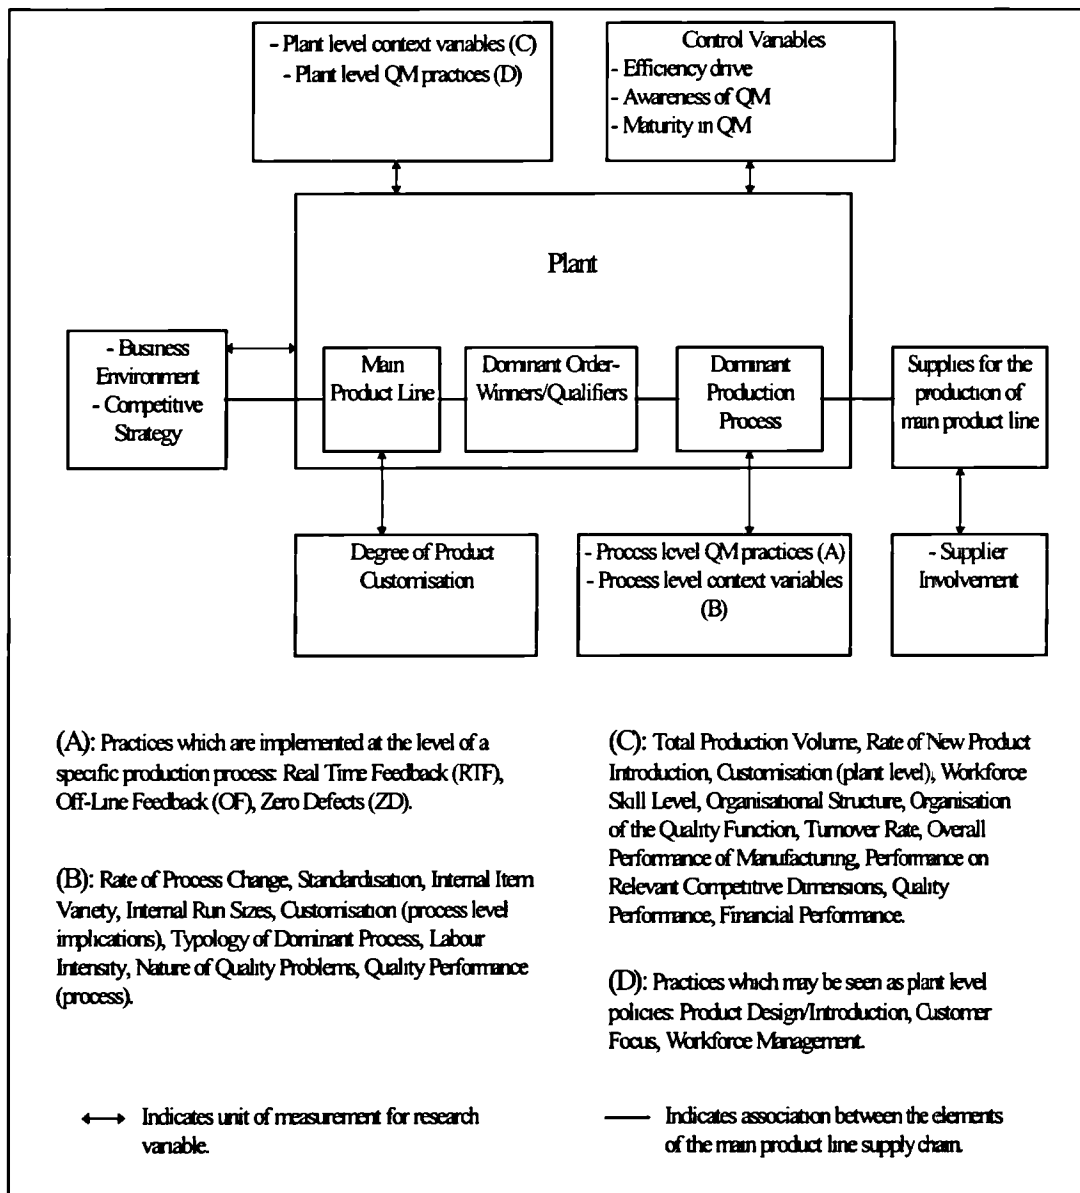 - Plant level context variables (C)
- Plant level QM practices (D)
Control Variables
- Efficiency drive
- Awareness of QM
- Maturity in QM
Plant
- Business
Environment
- Competitive
Strategy
Main
Product Line
Dominant Order-
Winners/Qualifiers
Dominant
Production
Process
Supplies for the
production of
main product line
Degree of Product
Customisation
- Process level QM practices (A)
- Process level context variables
(B)
- Supplier
Involvement
(A): Practices which are implemented at the level of a
specific production process: Real Time Feedback (RTF),
Off-Line Feedback (OF), Zero Defects (ZD).
(B): Rate of Process Change, Standardisation, Internal Item
Variety, Internal Run Sizes, Customisation (process level
implications), Typology of Dominant Process, Labour
Intensity, Nature of Quality Problems, Quality Performance
(process).
(C): Total Production Volume, Rate of New Product
Introduction, Customisation (plant level), Workforce
Skill Level, Organisational Structure, Organisation
of the Quality Function, Turnover Rate, Overall
Performance of Manufacturing, Performance on
Relevant Competitive Dimensions, Quality
Performance, Financial Performance.
(D): Practices which may be seen as plant level
policies: Product Design/Introduction, Customer
Focus, Workforce Management.
Indicates unit of measurement for research
variable.
Indicates association between the elements
of the main product line supply chain.